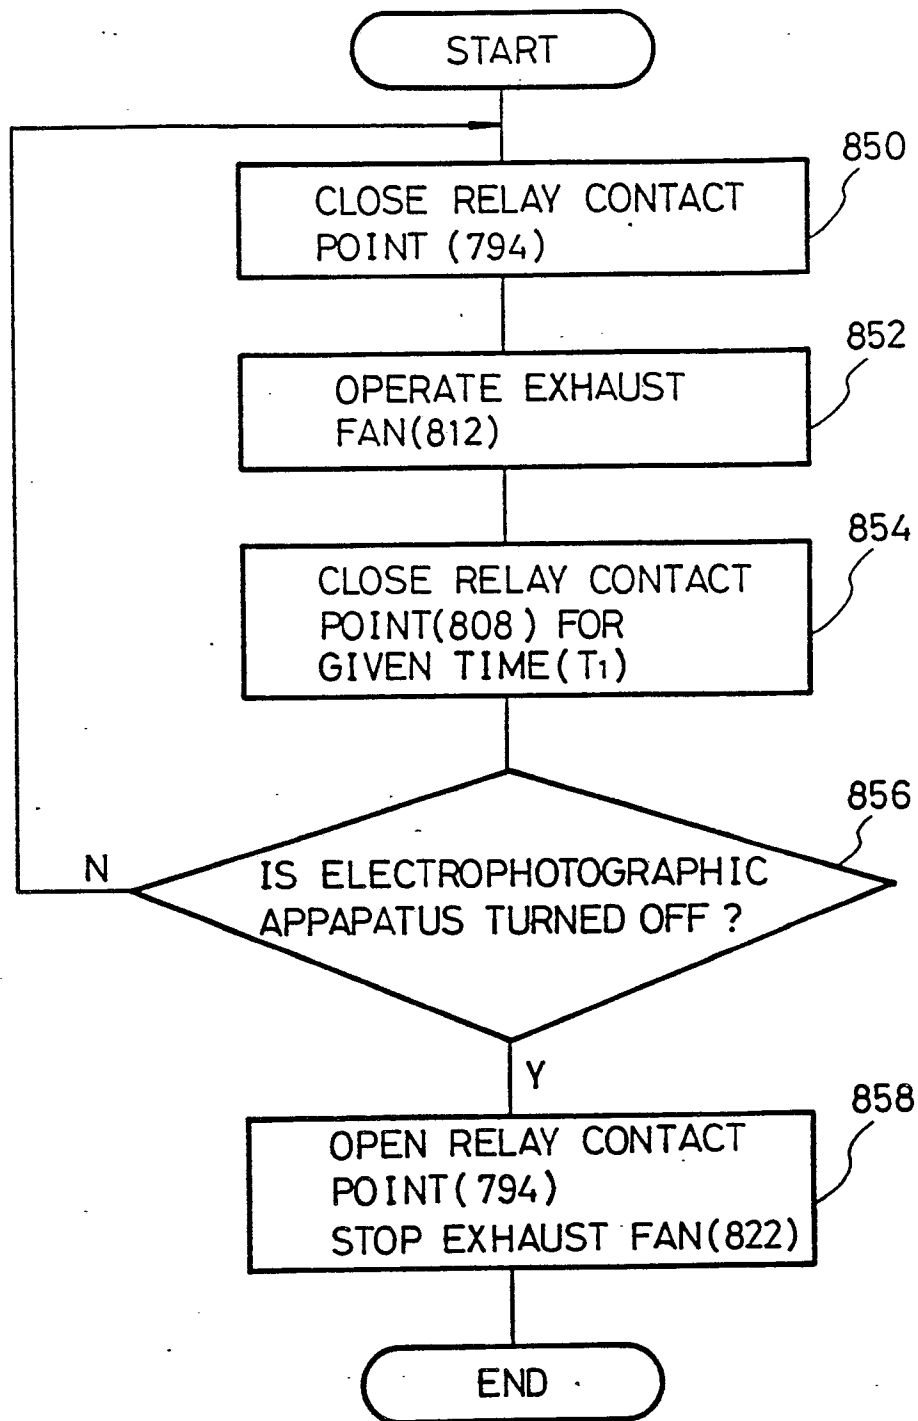 START
850
CLOSE RELAY CONTACT
POINT (794)
852
OPERATE EXHAUST
FAN(812)
854
CLOSE RELAY CONTACT
POINT(808) FOR
GIVEN TIME(T1)
856
N
IS ELECTROPHOTOGRAPHIC
APPAPATUS TURNED OFF ?
Y
858
OPEN RELAY CONTACT
POINT(794)
STOP EXHAUST FAN(822)
END